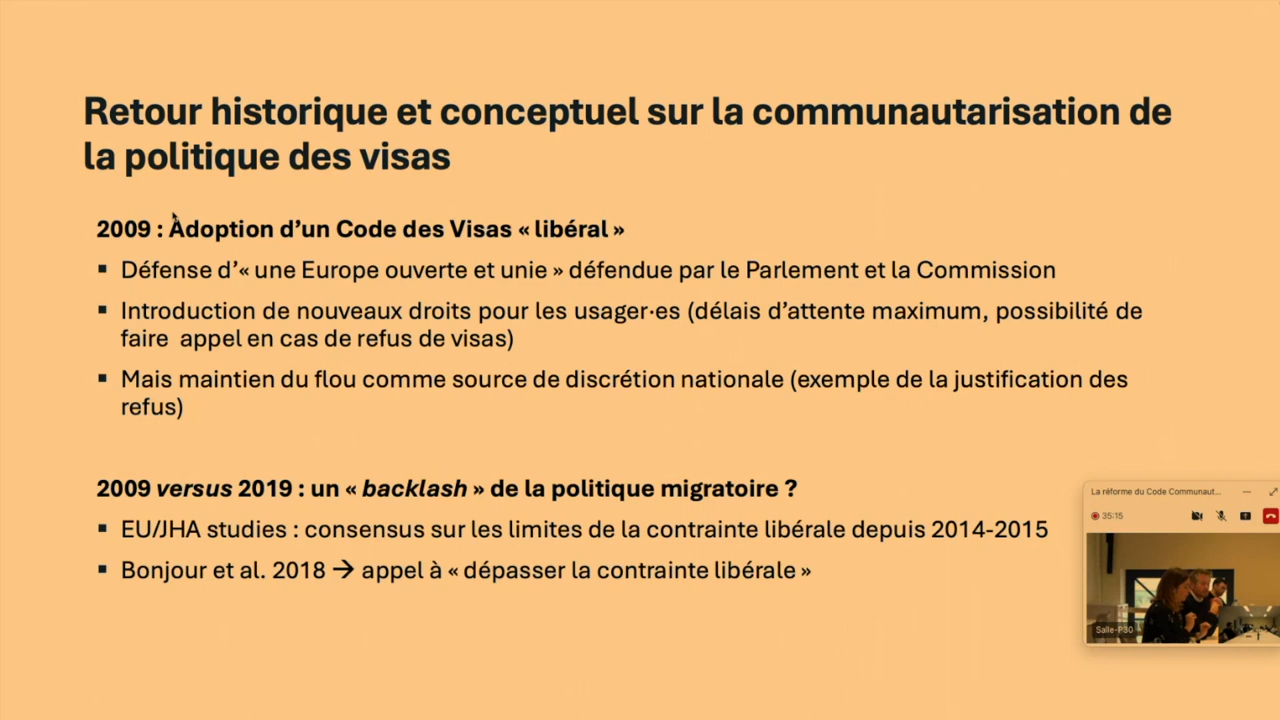 Retour historique et conceptuel sur la communautarisation de
la politique des visas
2009 : Adoption d’un Code des Visas « libéral »
▪ Défense d’« une Europe ouverte et unie » défendue par le Parlement et la Commission
▪ Introduction de nouveaux droits pour les usager·es (délais d’attente maximum, possibilité de
faire  appel en cas de refus de visas)
▪ Mais maintien du flou comme source de discrétion nationale (exemple de la justification des
refus)
2009 versus 2019 : un « backlash » de la politique migratoire ?
▪ EU/JHA studies : consensus sur les limites de la contrainte libérale depuis 2014-2015
▪ Bonjour et al. 2018 → appel à « dépasser la contrainte libérale »
La réforme du Code Communaut...
35:15
Salle-P30